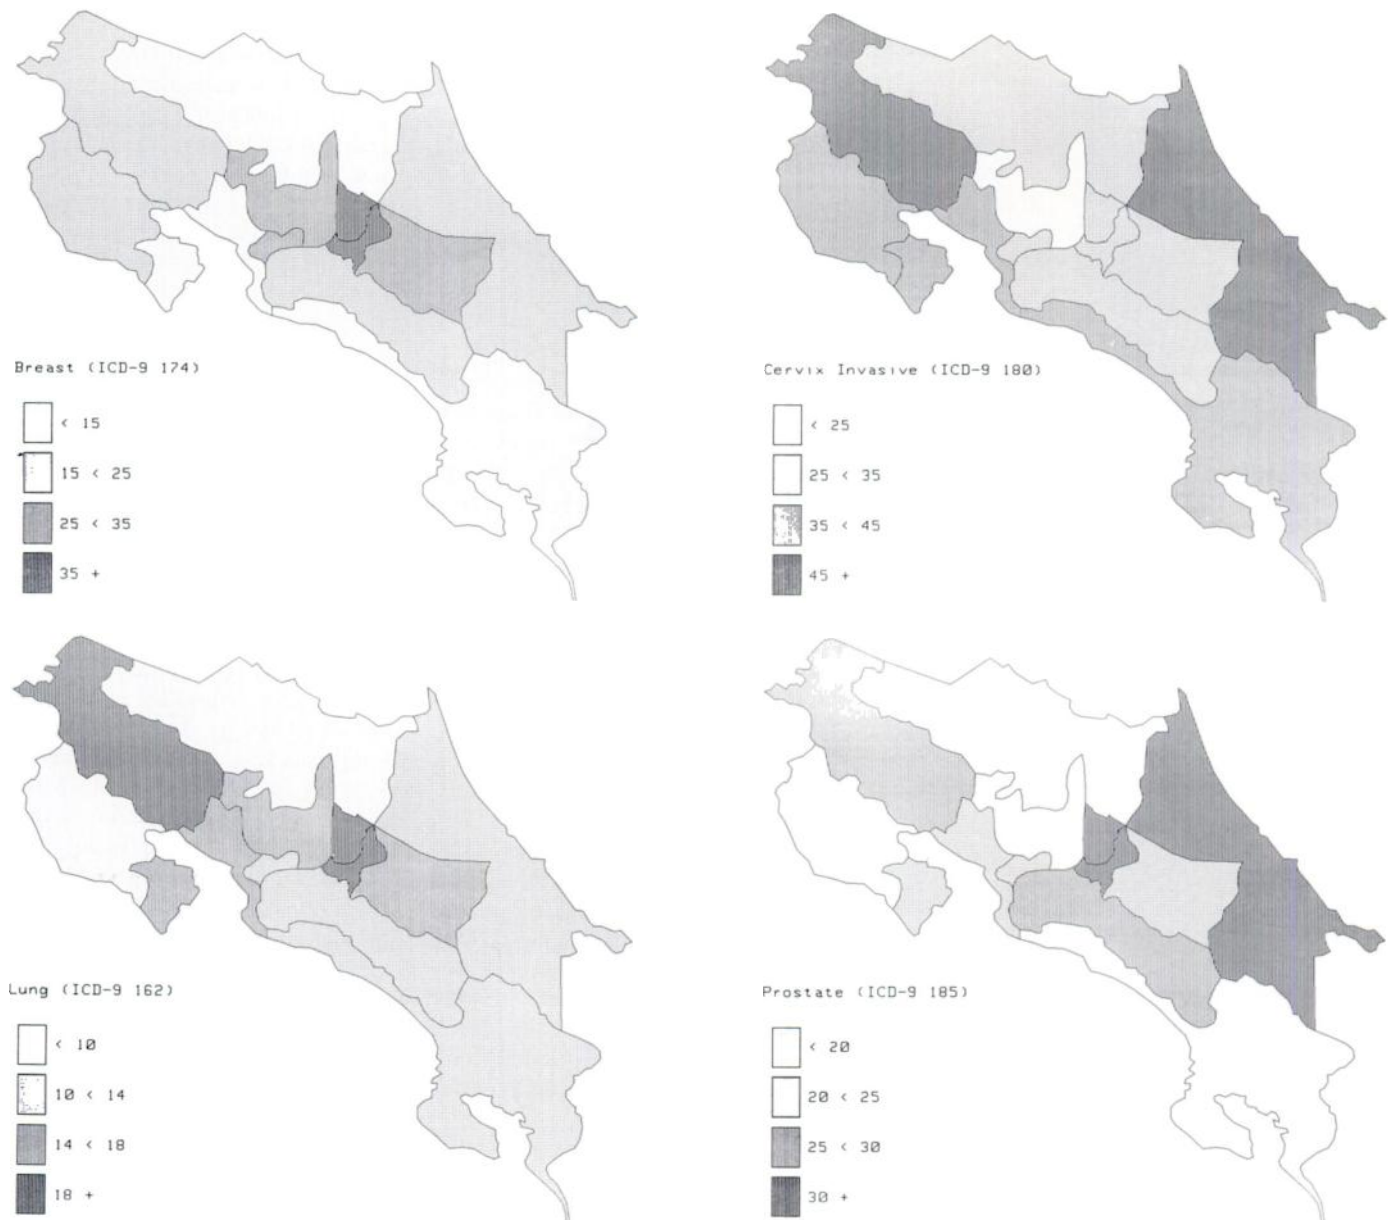 Breast (ICD-9 174)
< 15
15 < 25
25 < 35
35 +
Cervix Invasive (ICD-9 180)
< 25
25 < 35
35 < 45
45 +
Lung (ICD-9 162)
< 10
10 < 14
14 < 18
18 +
Prostate (ICD-9 185)
< 20
20 < 25
25 < 30
30 +